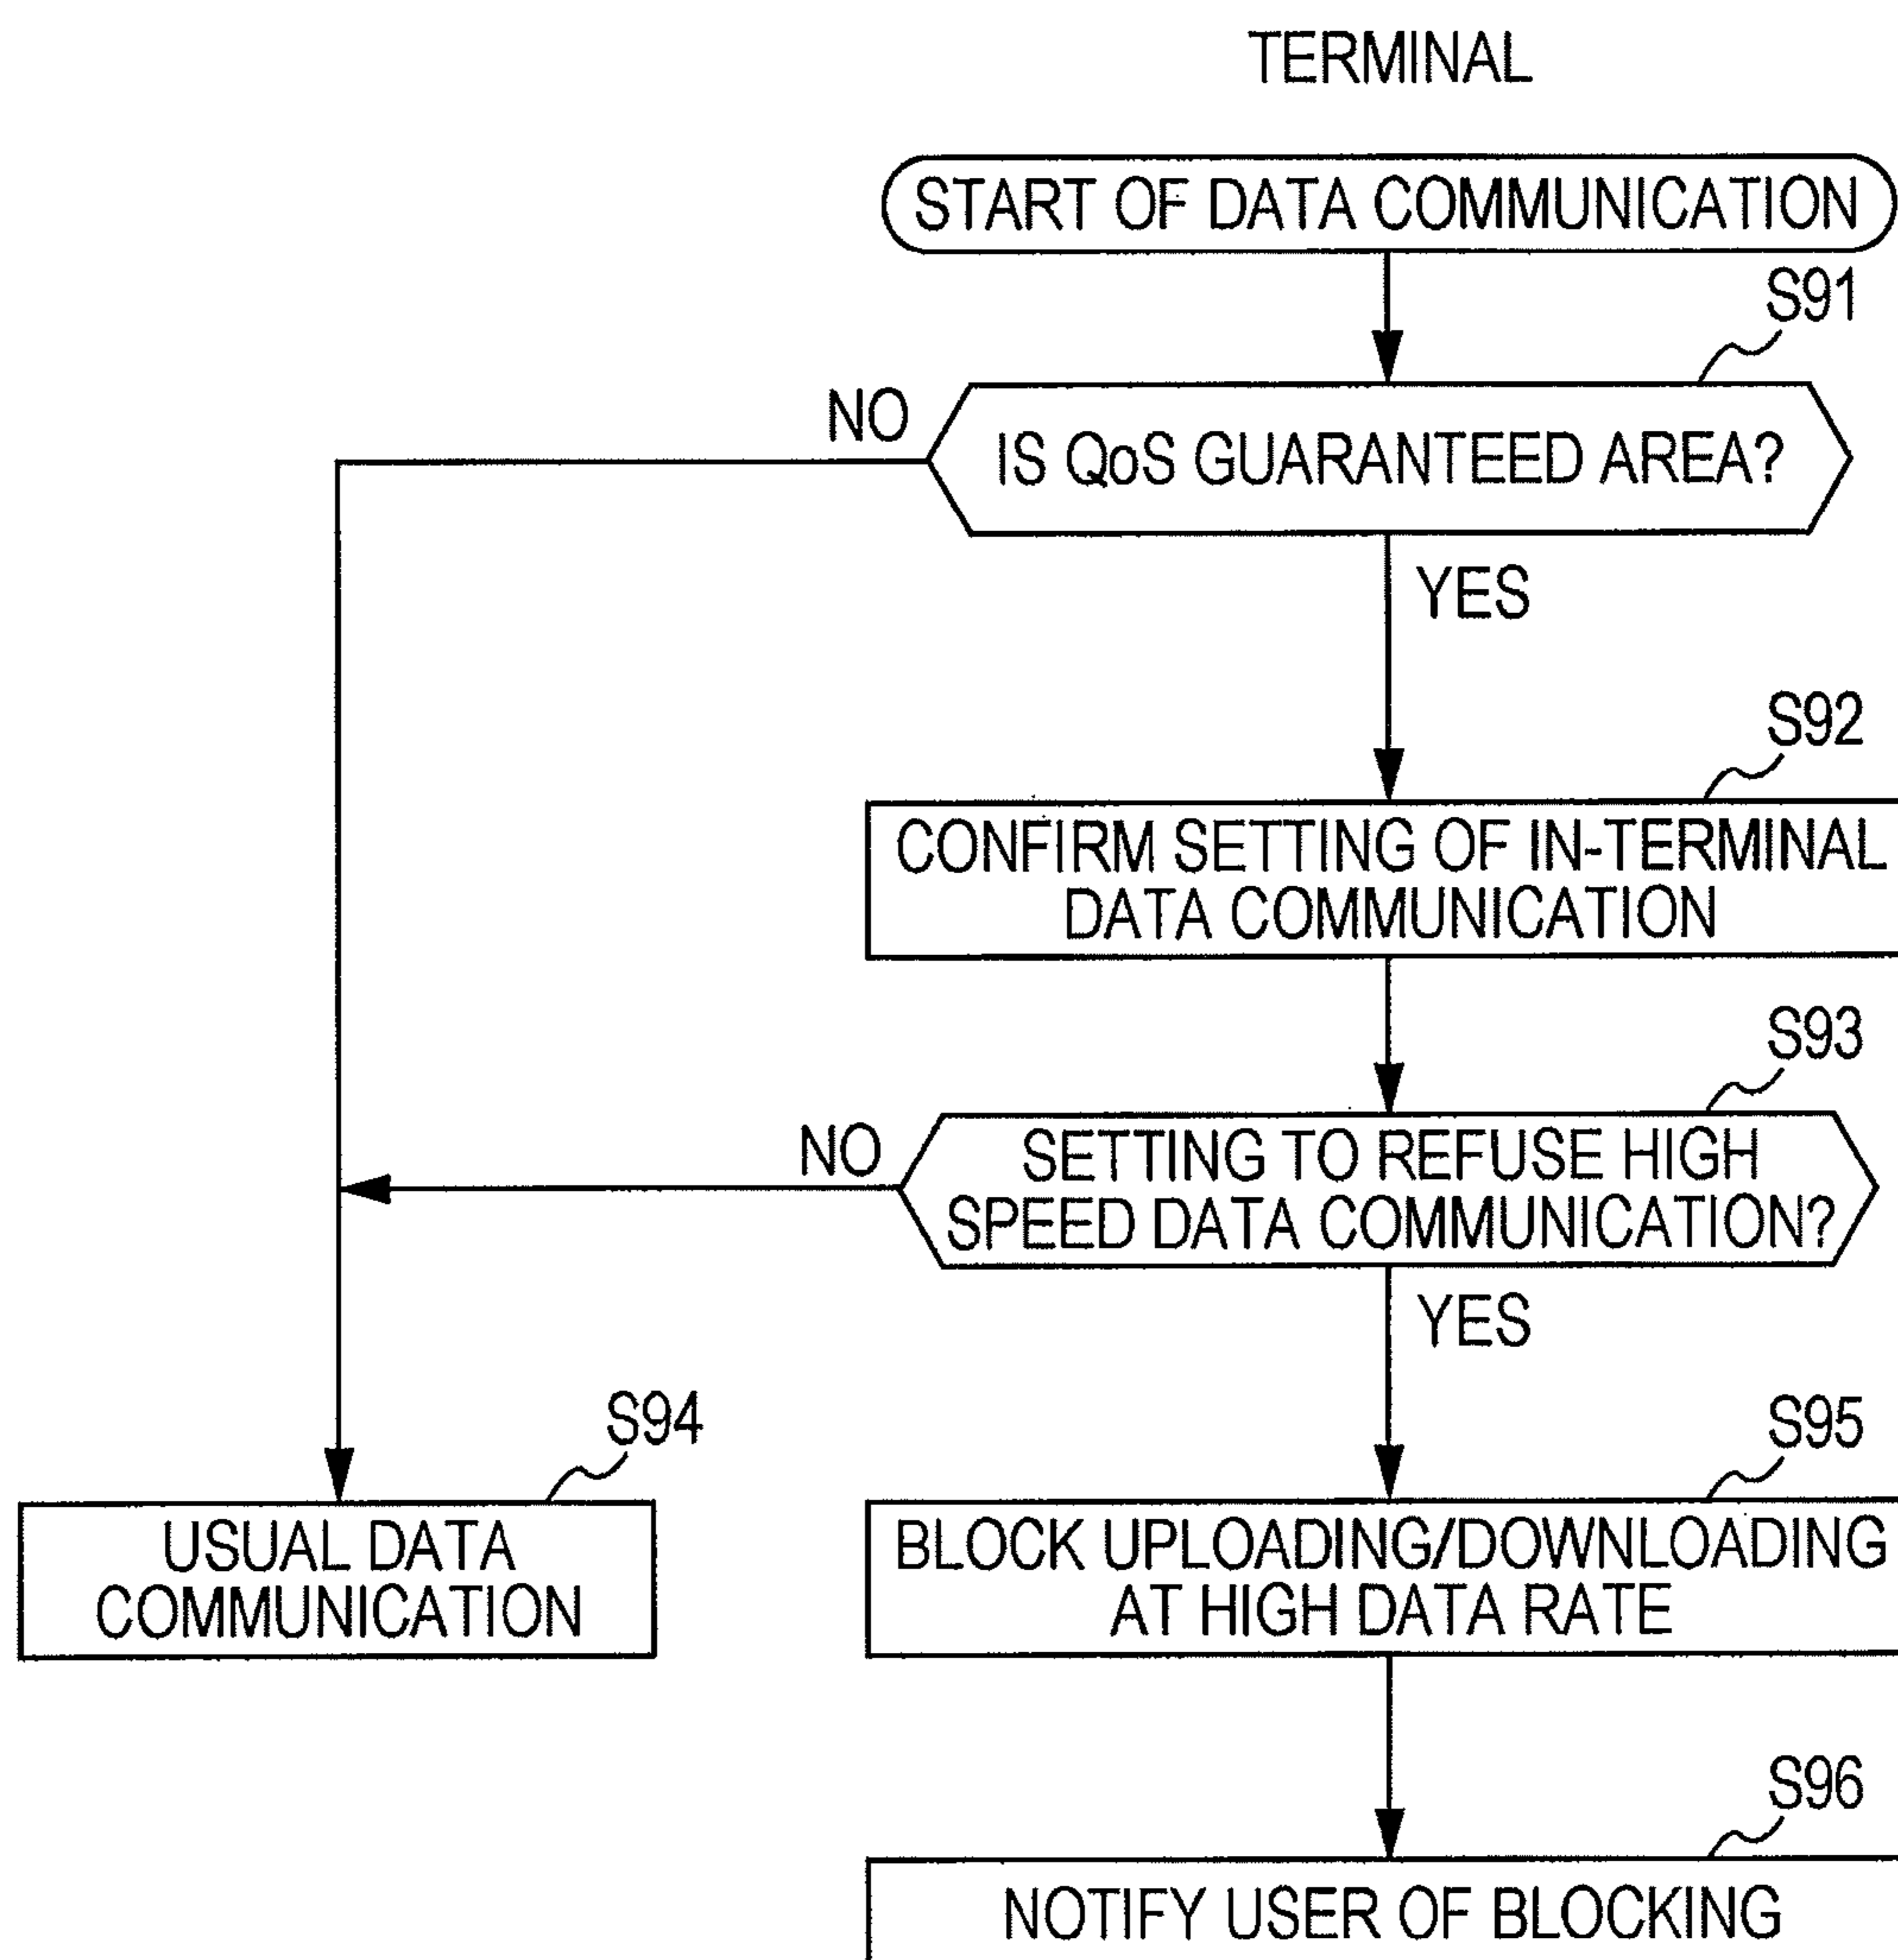 TERMINAL
START OF DATA COMMUNICATION
S91
NO
IS QoS GUARANTEED AREA?
YES
S92
CONFIRM SETTING OF IN-TERMINAL
DATA COMMUNICATION
S93
NO
SETTING TO REFUSE HIGH
SPEED DATA COMMUNICATION?
YES
S94
USUAL DATA
COMMUNICATION
S95
BLOCK UPLOADING/DOWNLOADING
AT HIGH DATA RATE
S96
NOTIFY USER OF BLOCKING